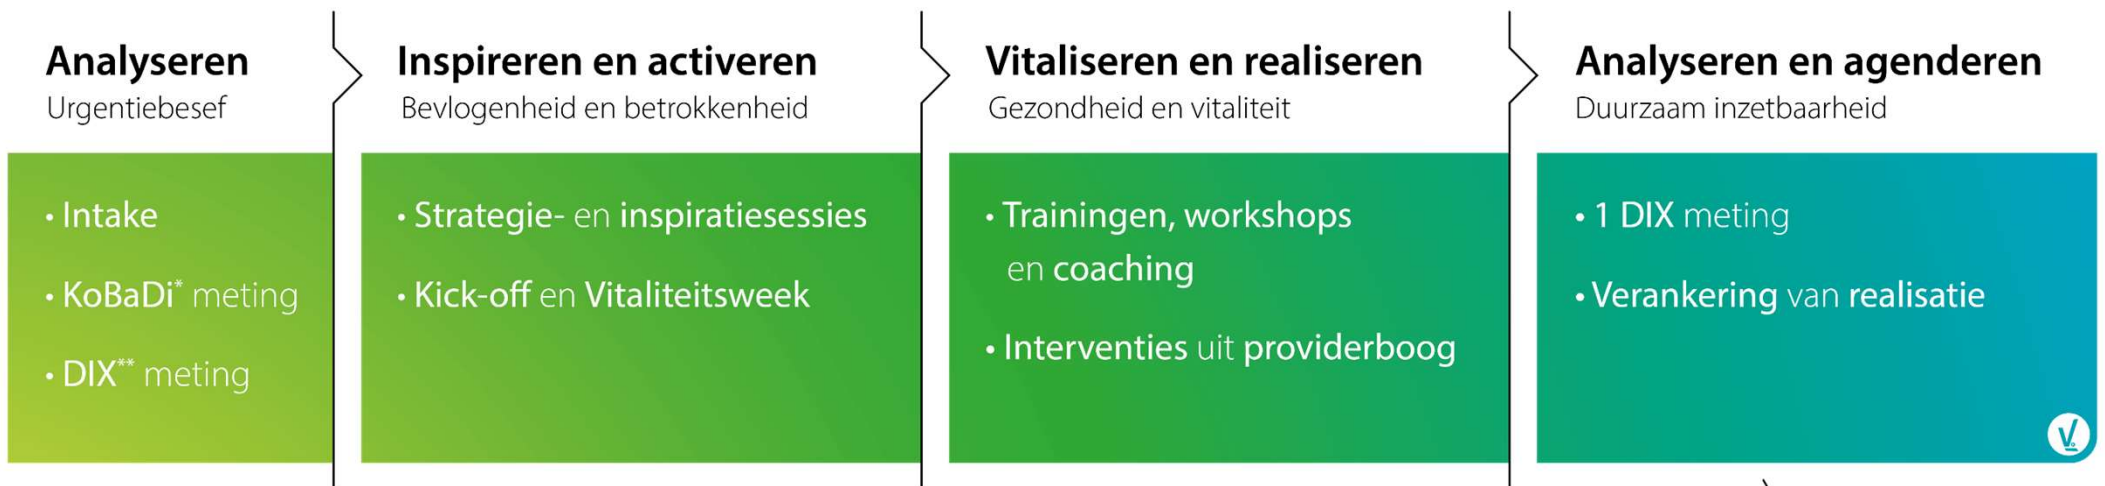 Analyseren
Urgentiebesef
• Intake
• KoBaDi* meting
• DIX** meting
Inspireren en activeren
Bevlogenheid en betrokkenheid
• Strategie- en inspiratiesessies
• Kick-off en Vitaliteitsweek
Vitaliseren en realiseren
Gezondheid en vitaliteit
• Trainingen, workshops
en coaching
• Interventies uit providerboog
Analyseren en agenderen
Duurzaam inzetbaarheid
• 1 DIX meting
• Verankering van realisatie
V